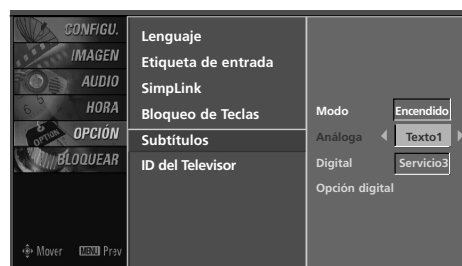 CONFIGU.
IMAGEN
AUDIO
HORA
OPCIÓN
BLOQUEAR
Mover MENU Prev
Lenguaje
Etiqueta de entrada
SimpLink
Bloqueo de Teclas
Subtítulos
ID del Televisor
Modo Encendido
Análoga Texto1
Digital Servicio3
Opción digital